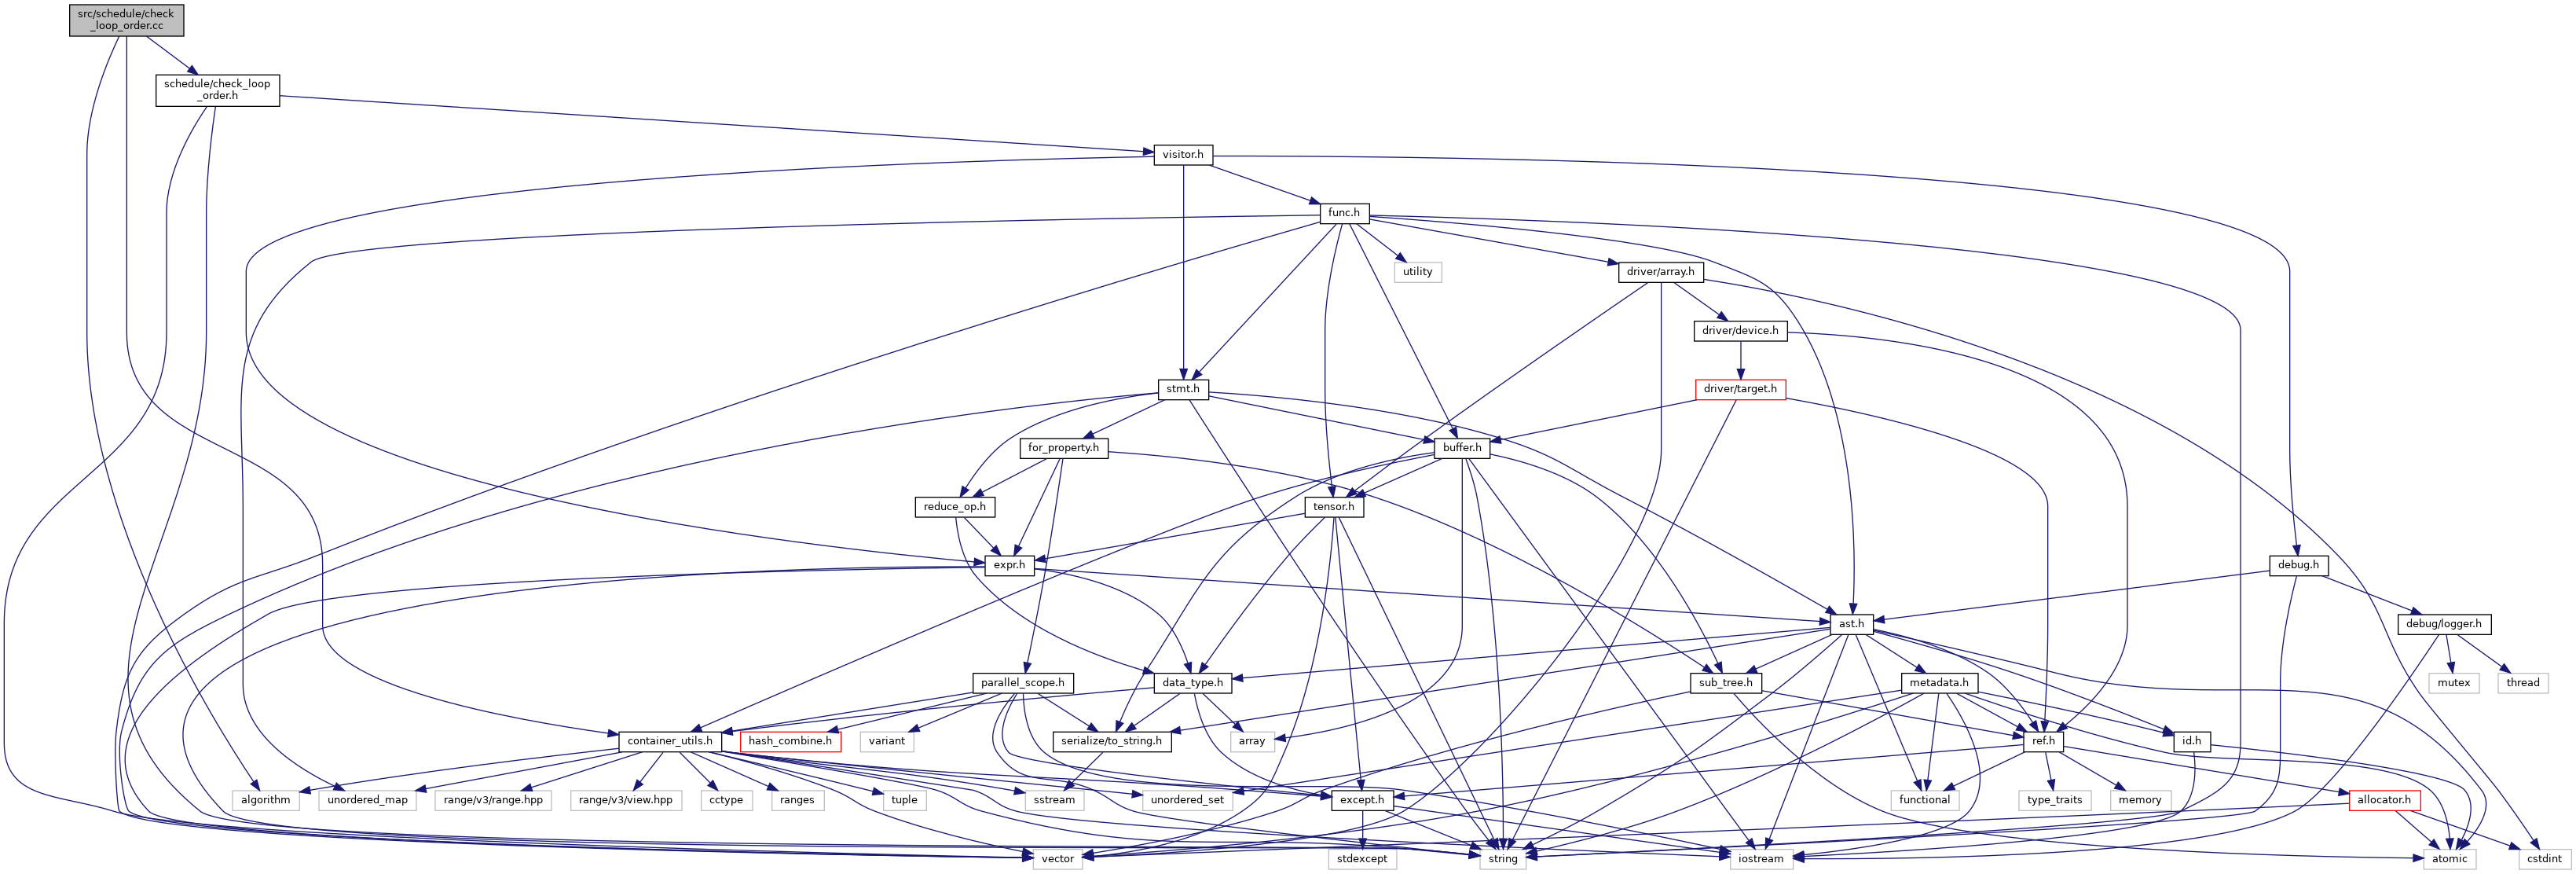 src/schedule/check
_loop_order.cc
schedule/check_loop
_order.h
visitor.h
func.h
utility
driver/array.h
driver/device.h
stmt.h
driver/target.h
for_property.h
buffer.h
reduce_op.h
tensor.h
expr.h
debug.h
ast.h
debug/logger.h
parallel_scope.h
data_type.h
sub_tree.h
metadata.h
mutex
thread
container_utils.h
hash_combine.h
variant
serialize/to_string.h
array
ref.h
id.h
algorithm
unordered_map
range/v3/range.hpp
range/v3/view.hpp
cctype
ranges
tuple
sstream
unordered_set
except.h
functional
type_traits
memory
allocator.h
vector
stdexcept
string
iostream
atomic
cstdint